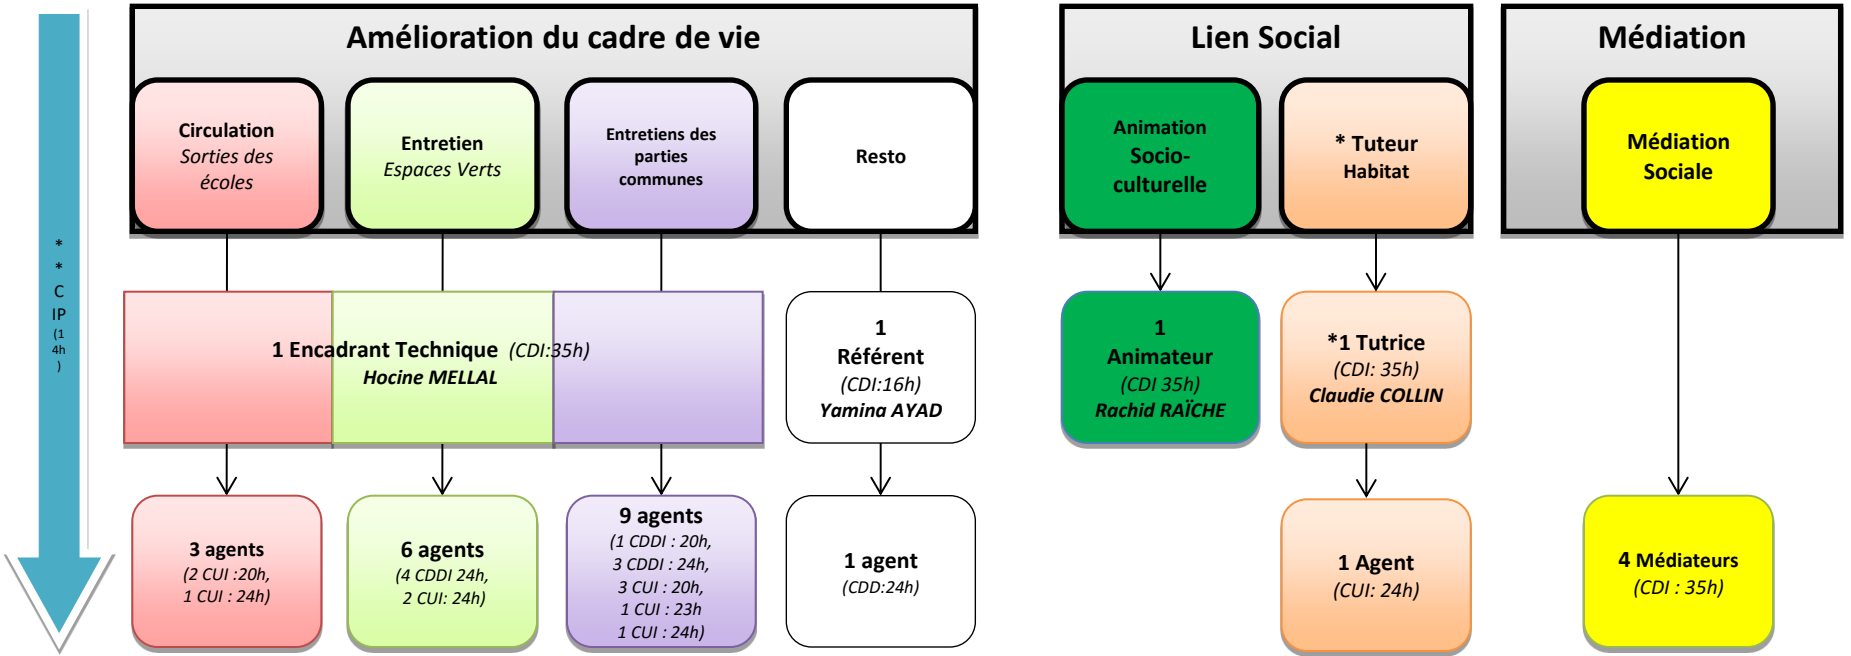 Amélioration du cadre de vie
Lien Social
Médiation
Circulation
Sorties des
écoles
Entretien
Espaces Verts
Entretiens des
parties
communes
Resto
Animation
Socio-
culturelle
* Tuteur
Habitat
Médiation
Sociale
*
*
C
IP
(1
4h
)
1 Encadrant Technique (CDI:35h)
Hocine MELLAL
1
Référent
(CDI:16h)
Yamina AYAD
1
Animateur
(CDI 35h)
Rachid RAÏCHE
*1 Tutrice
(CDI: 35h)
Claudie COLLIN
3 agents
(2 CUI :20h,
1 CUI : 24h)
6 agents
(4 CDDI 24h,
2 CUI: 24h)
9 agents
(1 CDDI : 20h,
3 CDDI : 24h,
3 CUI : 20h,
1 CUI : 23h
1 CUI : 24h)
1 agent
(CDD:24h)
1 Agent
(CUI: 24h)
4 Médiateurs
(CDI : 35h)